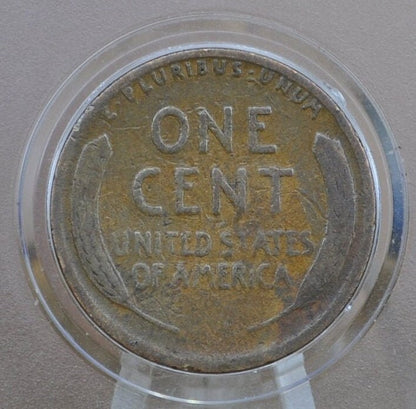 E·PLURIBUS·UNUM
ONE
CENT
UNITED STATES
OF AMERICA